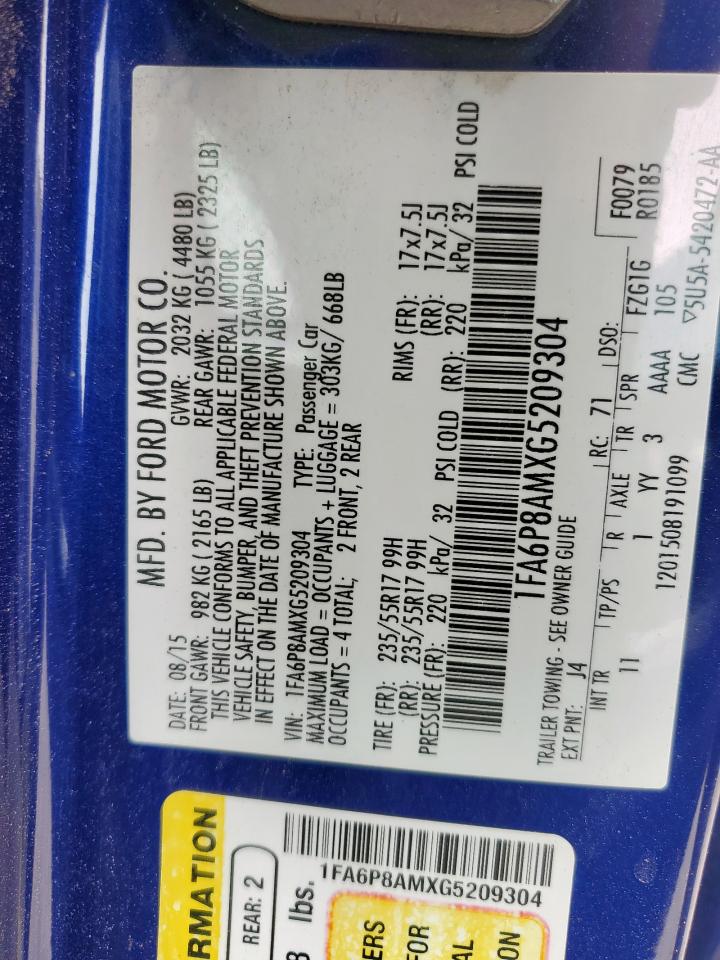 MFD. BY FORD MOTOR CO.
DATE: 08/15 GVWR: 2032 KG ( 4480 LB)
FRONT GAWR: 982 KG ( 2165 LB) REAR GAWR: 1055 KG ( 2325 LB)
THIS VEHICLE CONFORMS TO ALL APPLICABLE FEDERAL MOTOR
VEHICLE SAFETY, BUMPER, AND THEFT PREVENTION STANDARDS
IN EFFECT ON THE DATE OF MANUFACTURE SHOWN ABOVE.
VIN: 1FA6P8AMXG5209304 TYPE: Passenger Car
MAXIMUM LOAD = OCCUPANTS + LUGGAGE = 303KG/ 668LB
OCCUPANTS = 4 TOTAL; 2 FRONT, 2 REAR
TIRE (FR): 235/55R17 99H RIMS (FR): 17x7.5J
(RR): 235/55R17 99H (RR): 17x7.5J
PRESSURE (FR): 220 kPa/ 32 PSI COLD (RR): 220 kPa/ 32 PSI COLD
1FA6P8AMXG5209304
TRAILER TOWING - SEE OWNER GUIDE
EXT PNT: J4 RC: 71 DSO: F0079
R0185
INT TR TP/PS R AXLE TR SPR FZG1G
11 1 YY 3 AAAA 105
1201508191099 CMC ▽5U5A-5420472-AA
RMATION
REAR: 2
lbs.
1FA6P8AMXG5209304
ERS
FOR
AL
ON